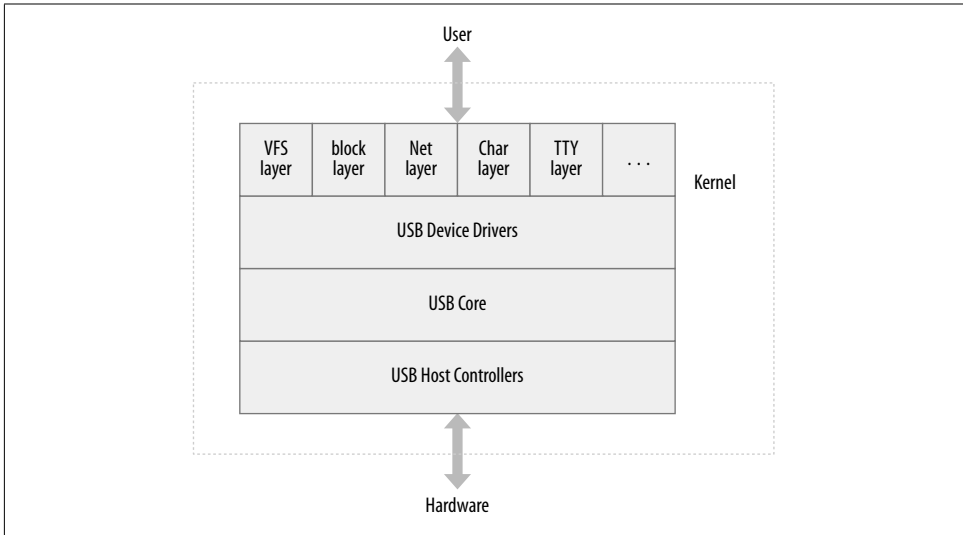 User
VFS
layer
block
layer
Net
layer
Char
layer
TTY
layer
. . .
Kernel
USB Device Drivers
USB Core
USB Host Controllers
Hardware